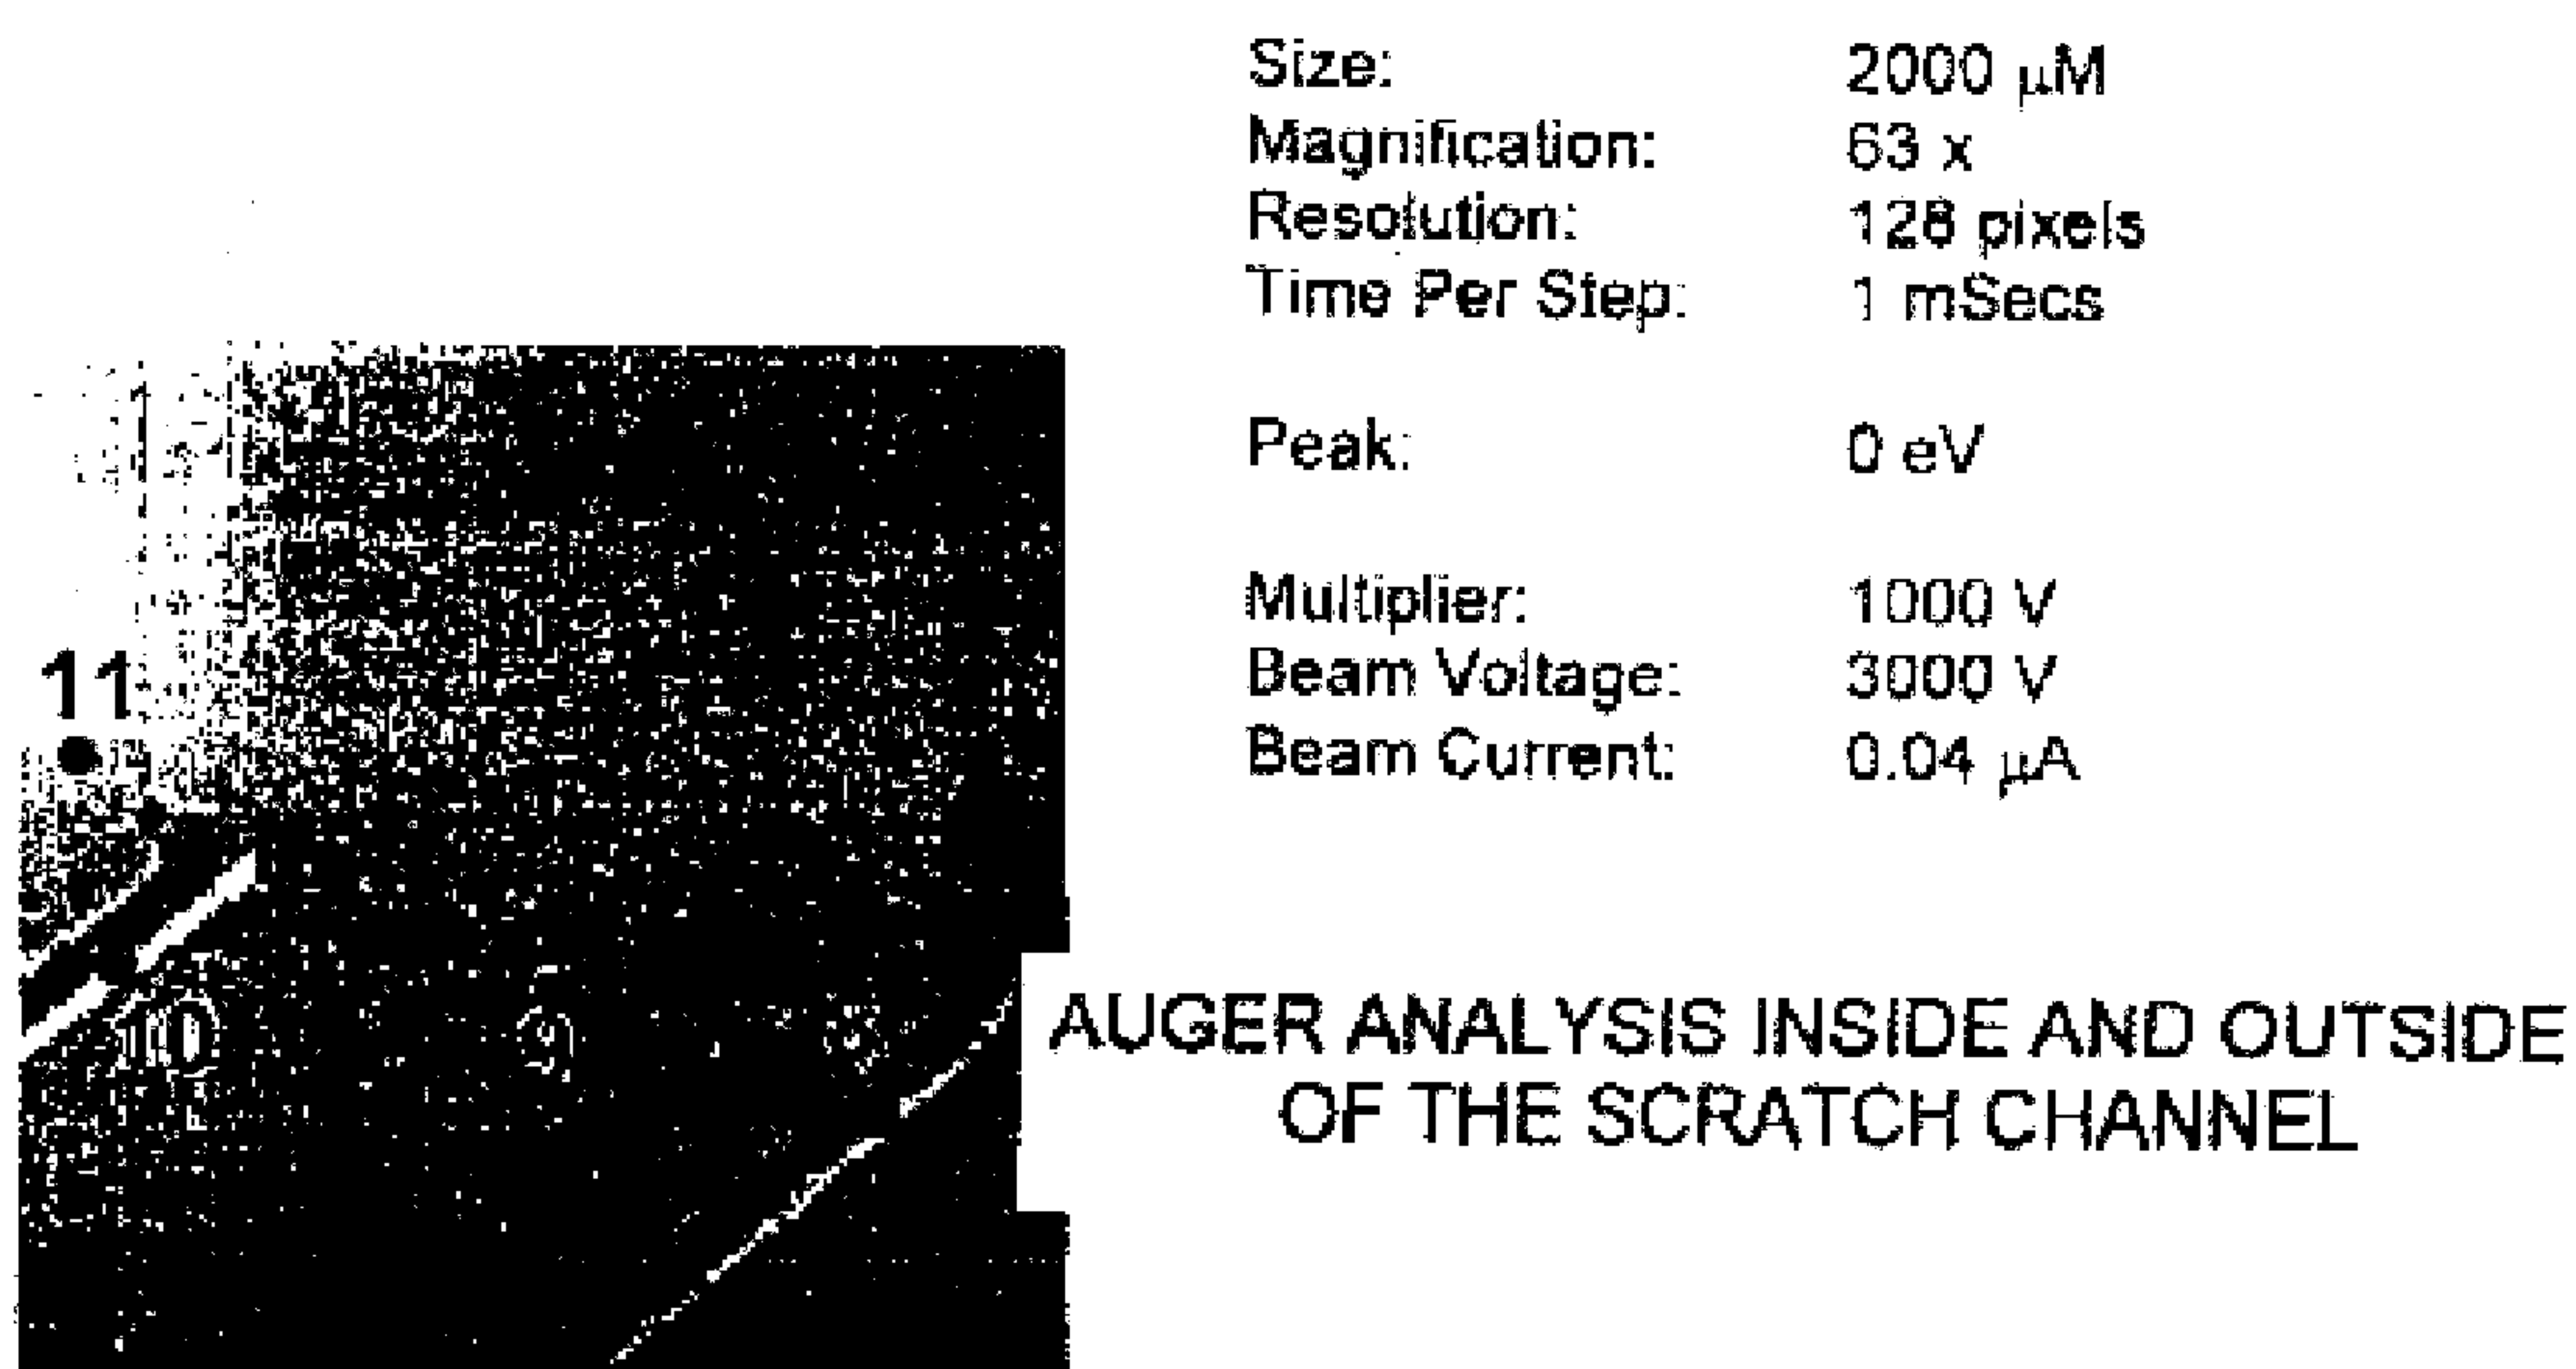 Size: 2000 μM
Magnification: 63 x
Resolution: 128 pixels
Time Per Step: 1 mSecs
Peak: 0 eV
Multiplier: 1000 V
Beam Voltage: 3000 V
Beam Current: 0.04 μA
1
11
10 9
AUGER ANALYSIS INSIDE AND OUTSIDE
OF THE SCRATCH CHANNEL